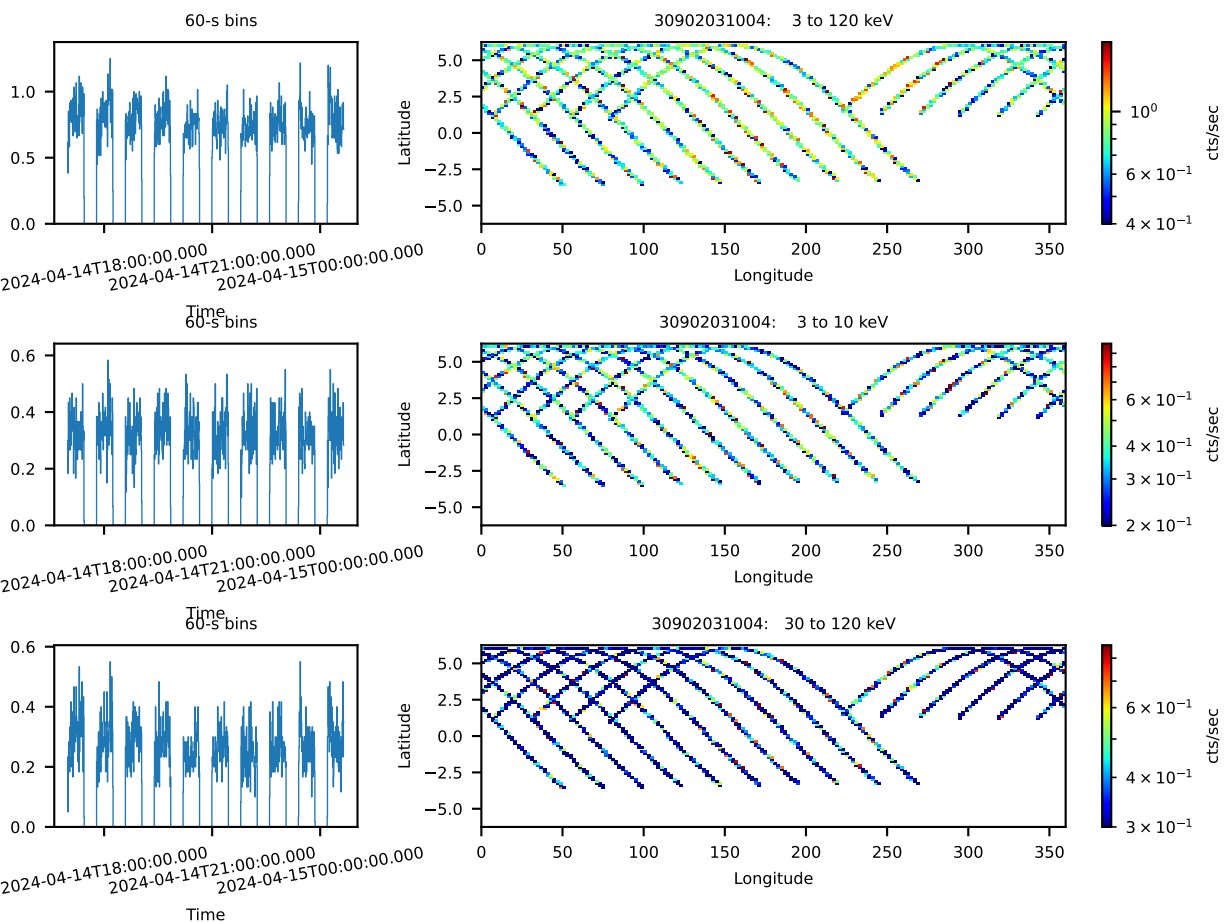 60-s bins
1.0
0.5
0.0
2024-04-14T18:00:00.000
2024-04-14T21:00:00.000
2024-04-15T00:00:00.000
Time
30902031004:    3 to 120 keV
Latitude
5.0
2.5
0.0
−2.5
−5.0
0 50 100 150 200 250 300 350
Longitude
10⁰
6 × 10⁻¹
4 × 10⁻¹
cts/sec
60-s bins
0.6
0.4
0.2
0.0
2024-04-14T18:00:00.000
2024-04-14T21:00:00.000
2024-04-15T00:00:00.000
Time
30902031004:    3 to 10 keV
Latitude
5.0
2.5
0.0
−2.5
−5.0
0 50 100 150 200 250 300 350
Longitude
6 × 10⁻¹
4 × 10⁻¹
3 × 10⁻¹
2 × 10⁻¹
cts/sec
60-s bins
0.6
0.4
0.2
0.0
2024-04-14T18:00:00.000
2024-04-14T21:00:00.000
2024-04-15T00:00:00.000
Time
30902031004:   30 to 120 keV
Latitude
5.0
2.5
0.0
−2.5
−5.0
0 50 100 150 200 250 300 350
Longitude
6 × 10⁻¹
4 × 10⁻¹
3 × 10⁻¹
cts/sec